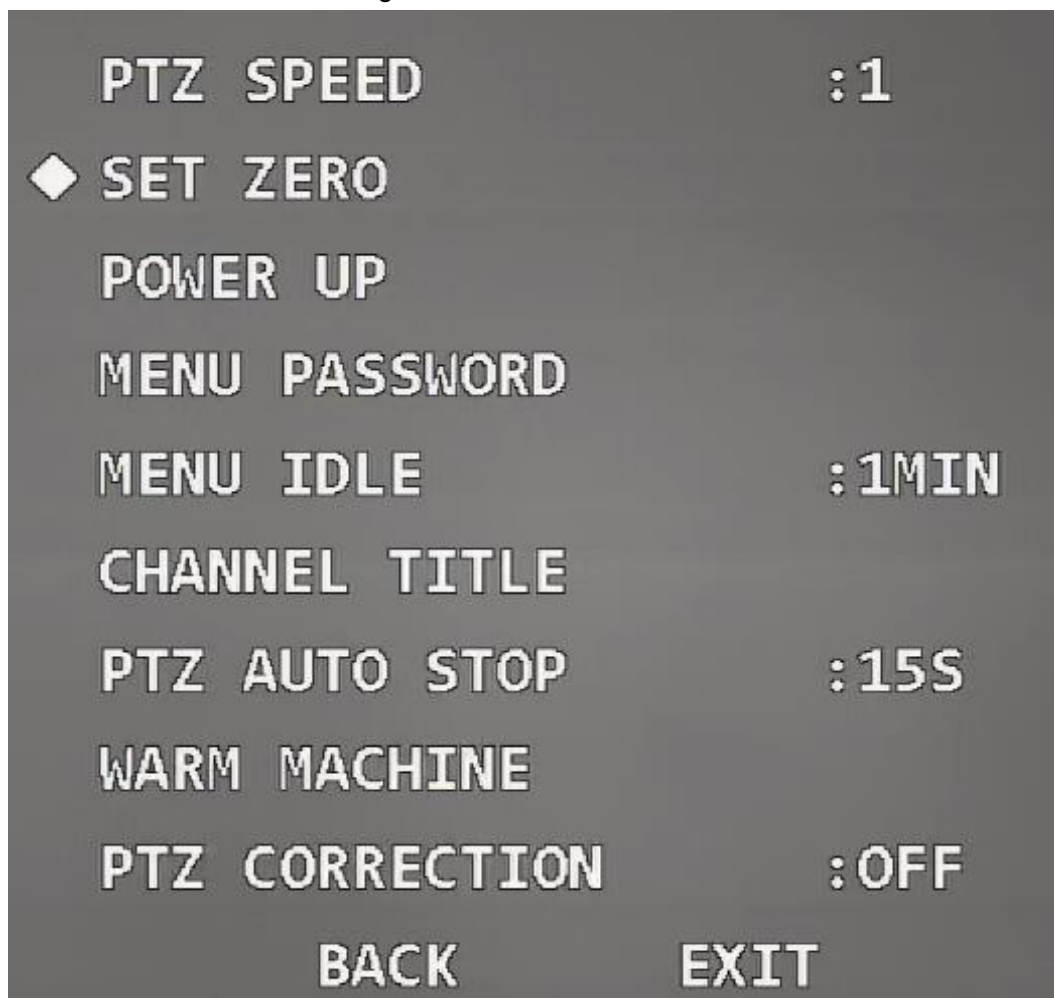 PTZ SPEED :1
SET ZERO
POWER UP
MENU PASSWORD
MENU IDLE :1MIN
CHANNEL TITLE
PTZ AUTO STOP :15S
WARM MACHINE
PTZ CORRECTION :OFF
BACK EXIT